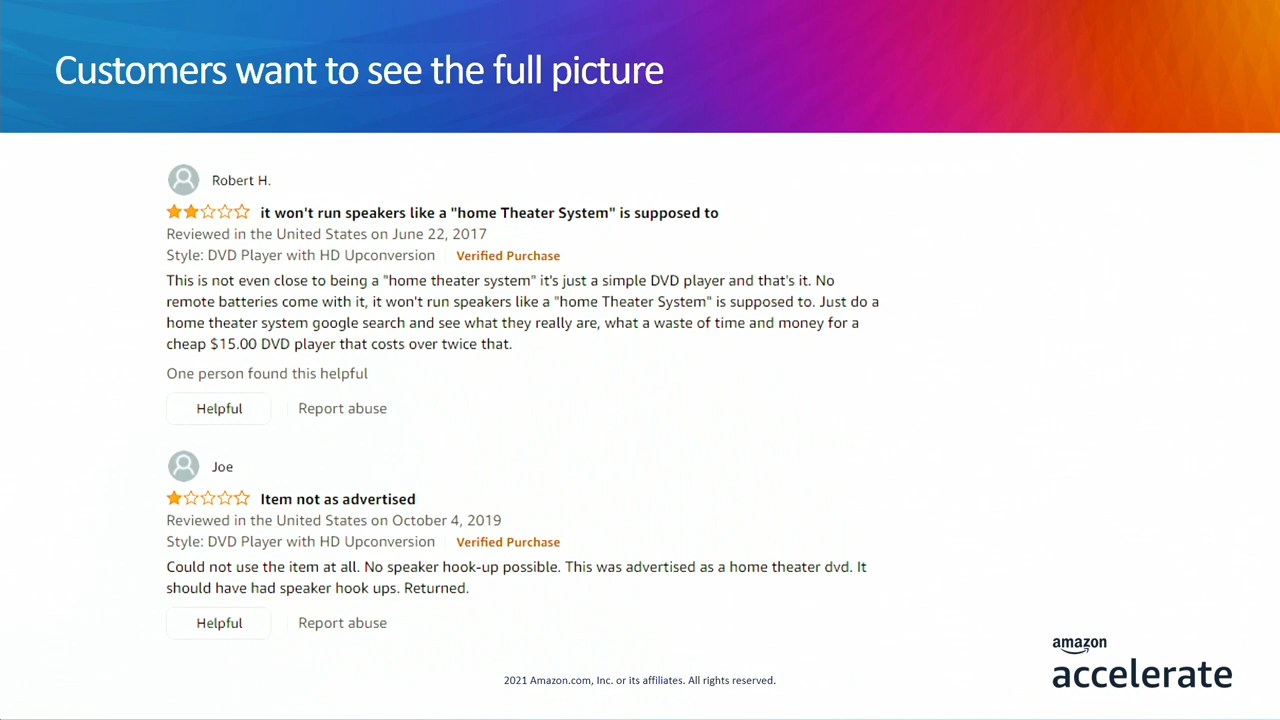 Customers want to see the full picture
Robert H.
it won't run speakers like a "home Theater System" is supposed to
Reviewed in the United States on June 22, 2017
Style: DVD Player with HD Upconversion Verified Purchase
This is not even close to being a "home theater system" it's just a simple DVD player and that's it. No
remote batteries come with it, it won't run speakers like a "home Theater System" is supposed to. Just do a
home theater system google search and see what they really are, what a waste of time and money for a
cheap $15.00 DVD player that costs over twice that.
One person found this helpful
Helpful Report abuse
Joe
Item not as advertised
Reviewed in the United States on October 4, 2019
Style: DVD Player with HD Upconversion Verified Purchase
Could not use the item at all. No speaker hook-up possible. This was advertised as a home theater dvd. It
should have had speaker hook ups. Returned.
Helpful Report abuse
amazon
accelerate
2021 Amazon.com, Inc. or its affiliates. All rights reserved.